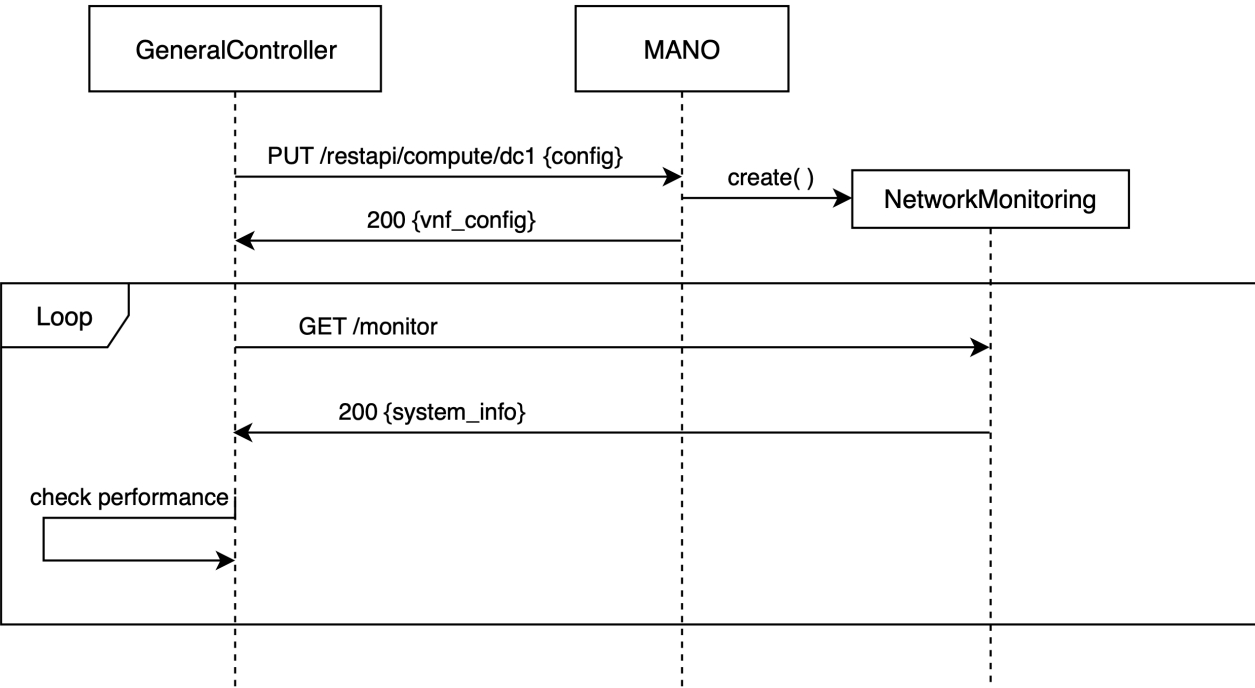 GeneralController
MANO
PUT /restapi/compute/dc1 {config}
create( )
NetworkMonitoring
200 {vnf_config}
Loop
GET /monitor
200 {system_info}
check performance